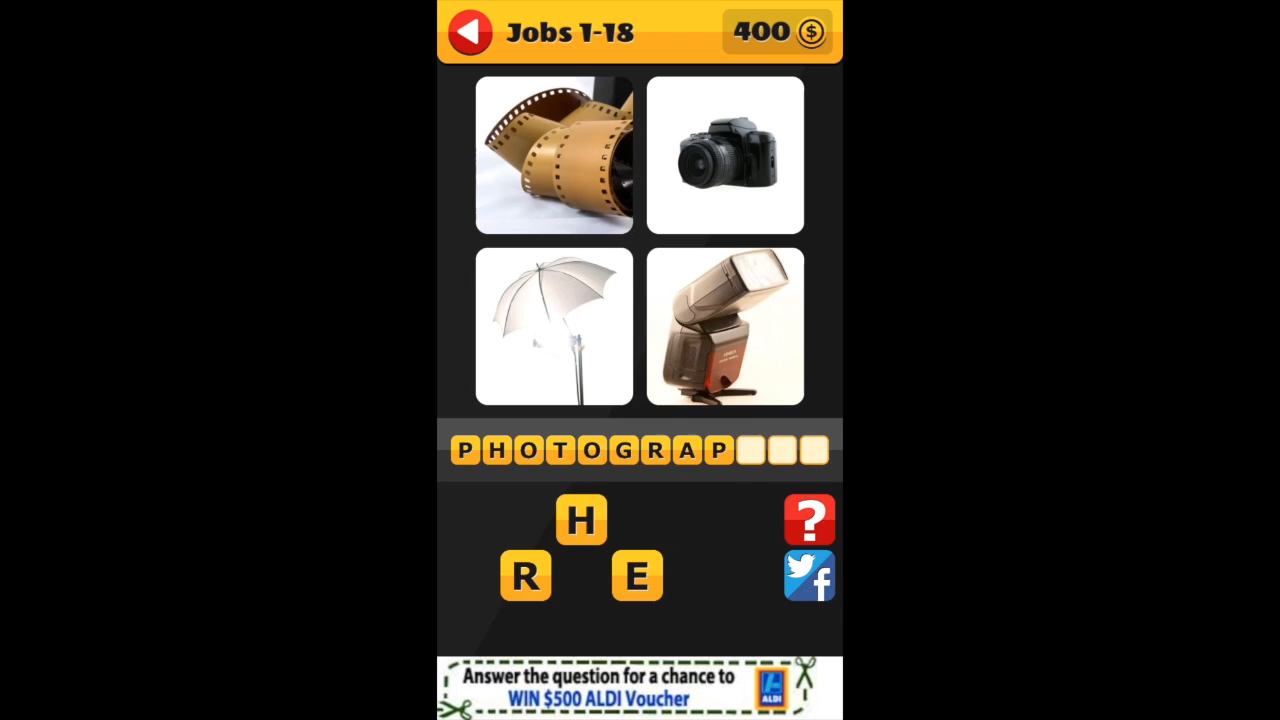 Jobs 1-18
400 $
PHOTOGRAP
H
R E
?
Answer the question for a chance to
WIN $500 ALDI Voucher
ALDI